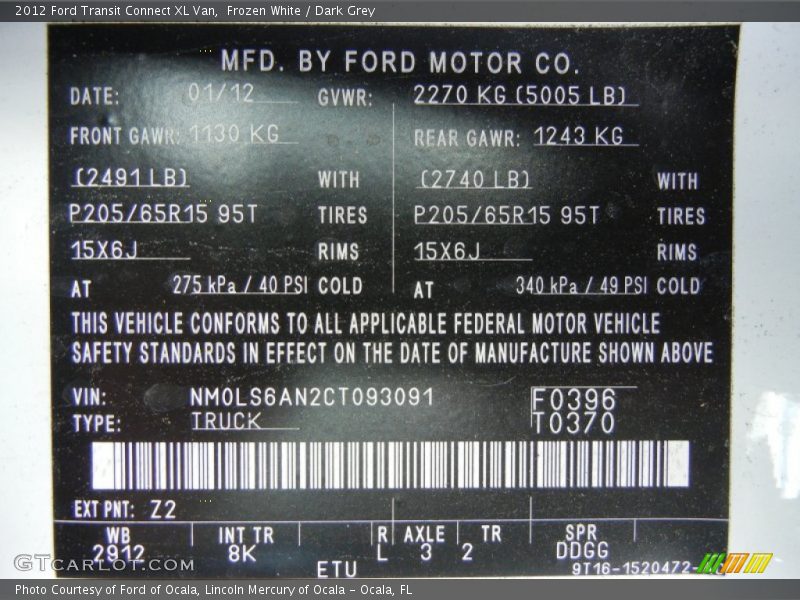 2012 Ford Transit Connect XL Van,  Frozen White / Dark Grey
MFD. BY FORD MOTOR CO.
DATE: 01/12 GVWR: 2270 KG (5005 LB)
FRONT GAWR: 1130 KG REAR GAWR: 1243 KG
(2491 LB) WITH (2740 LB) WITH
P205/65R15 95T TIRES P205/65R15 95T TIRES
15X6J RIMS 15X6J RIMS
AT 275 kPa / 40 PSI COLD AT 340 kPa / 49 PSI COLD
THIS VEHICLE CONFORMS TO ALL APPLICABLE FEDERAL MOTOR VEHICLE
SAFETY STANDARDS IN EFFECT ON THE DATE OF MANUFACTURE SHOWN ABOVE
VIN: NM0LS6AN2CT093091 F0396
TYPE: TRUCK T0370
EXT PNT: Z2
WB INT TR R AXLE TR SPR
2912 8K L 3 2 DDGG
ETU 9T16-1520472-
GTCARLOT.COM
Photo Courtesy of Ford of Ocala, Lincoln Mercury of Ocala - Ocala, FL